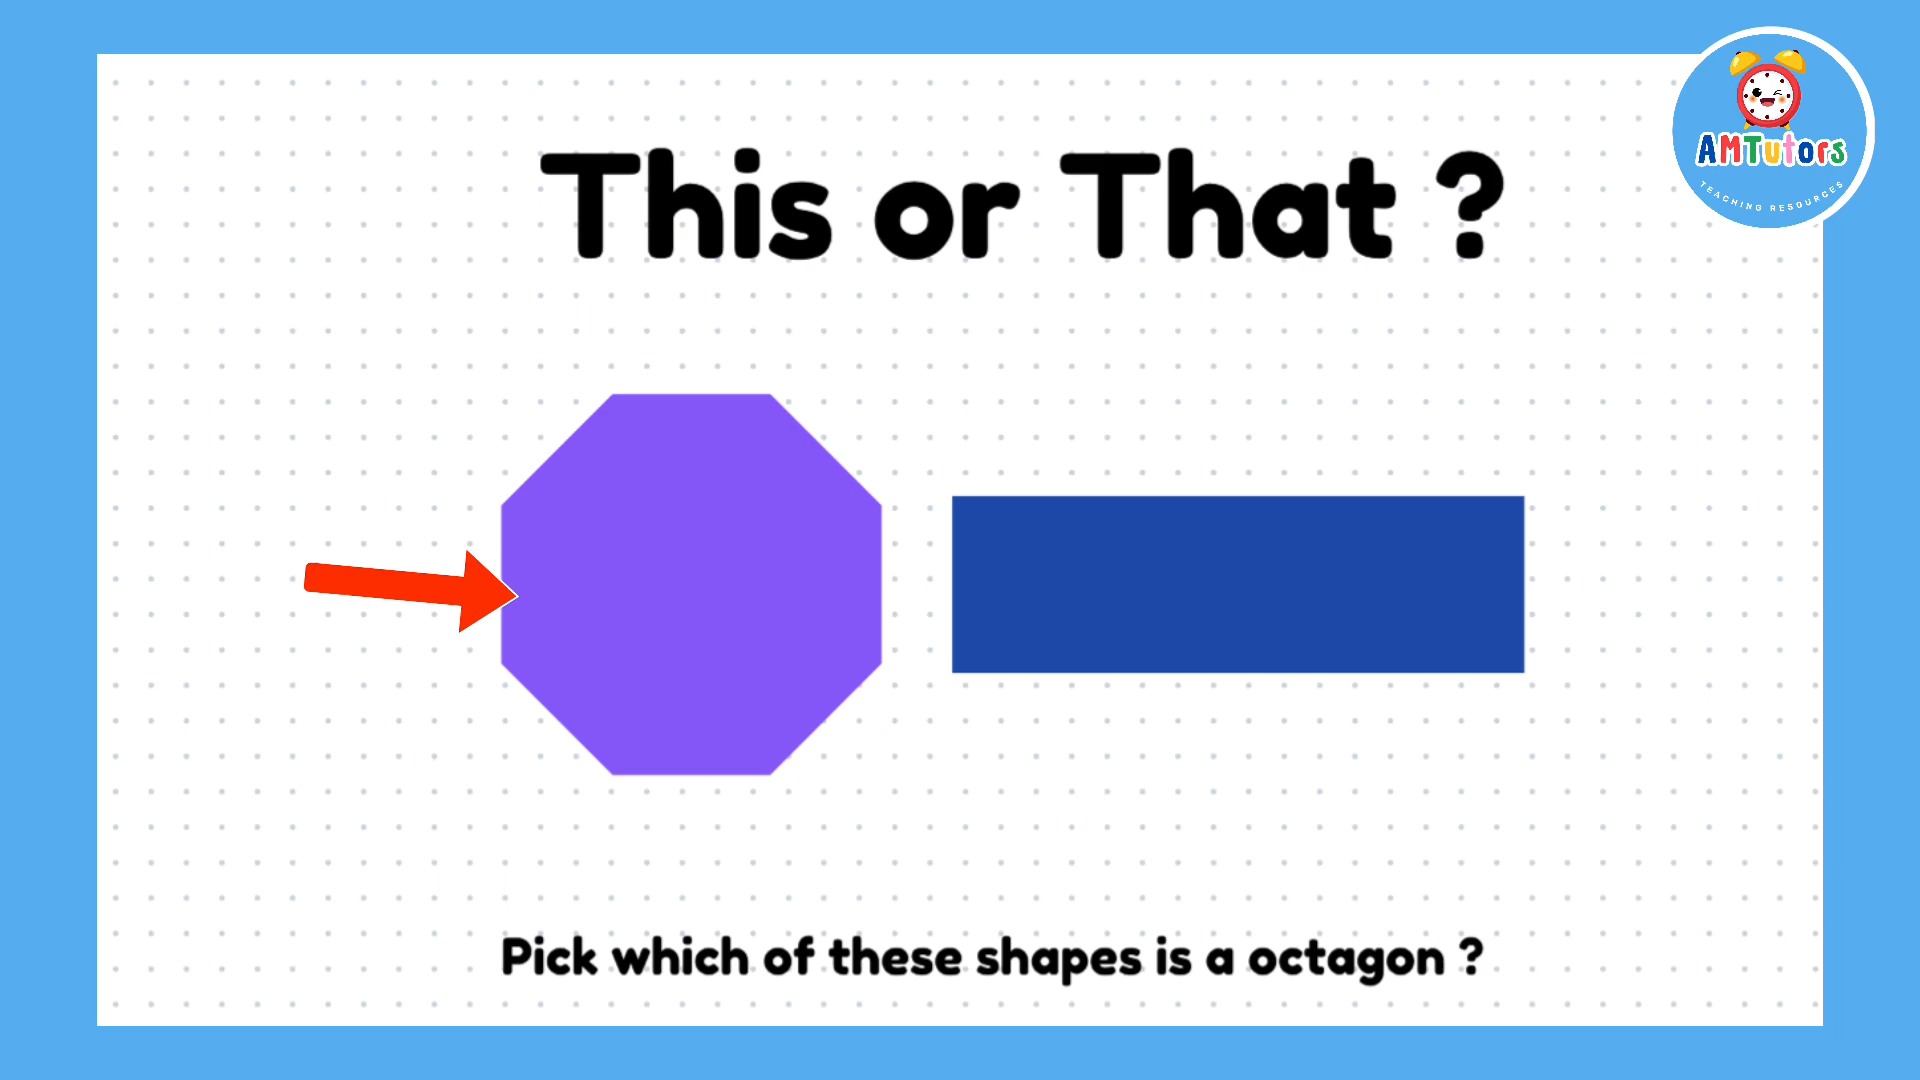 AMTutors
TEACHING RESOURCES
This or That ?
Pick which of these shapes is a octagon ?